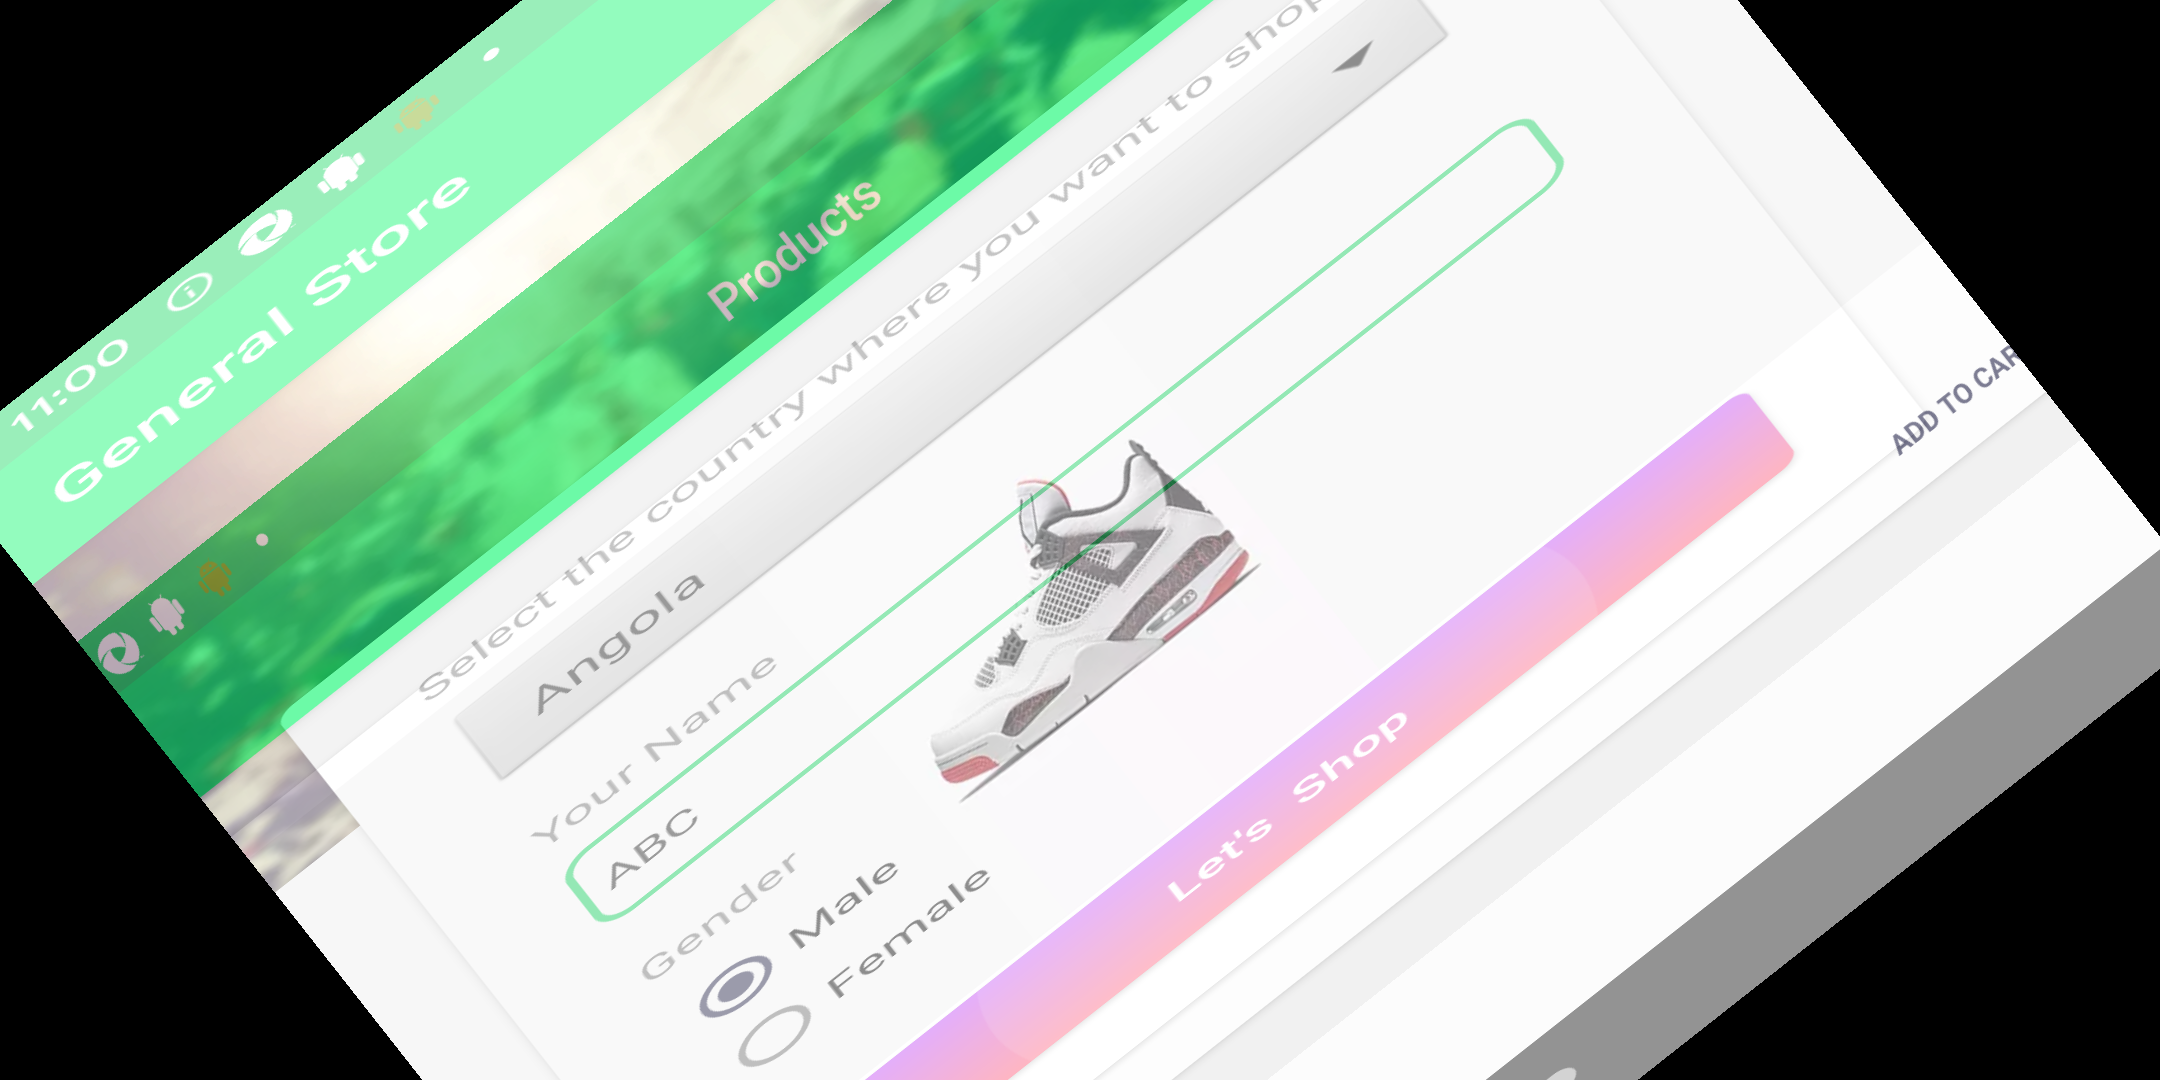 11:00
General Store
Products
Select the country where you want to shop
Angola
Your Name
ABC
Gender
Male
Female
Let's Shop
ADD TO